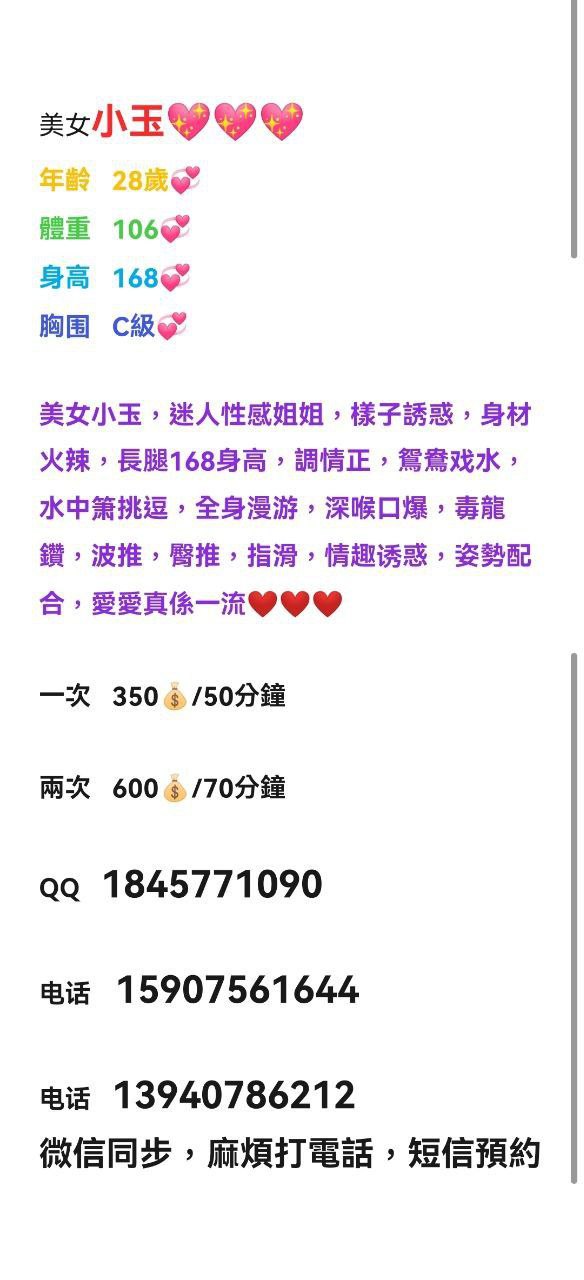 美女小玉💖💖💖
年齡 28歲💞
體重 106💞
身高 168💞
胸围 C級💞
美女小玉，迷人性感姐姐，樣子誘惑，身材
火辣，長腿168身高，調情正，鴛鴦戏水，
水中箫挑逗，全身漫游，深喉口爆，毒龍
鑽，波推，臀推，指滑，情趣诱惑，姿勢配
合，愛愛真係一流❤️❤️❤️
一次 350💰/50分鐘
兩次 600💰/70分鐘
QQ 1845771090
电话 15907561644
电话 13940786212
微信同步，麻煩打電話，短信預約